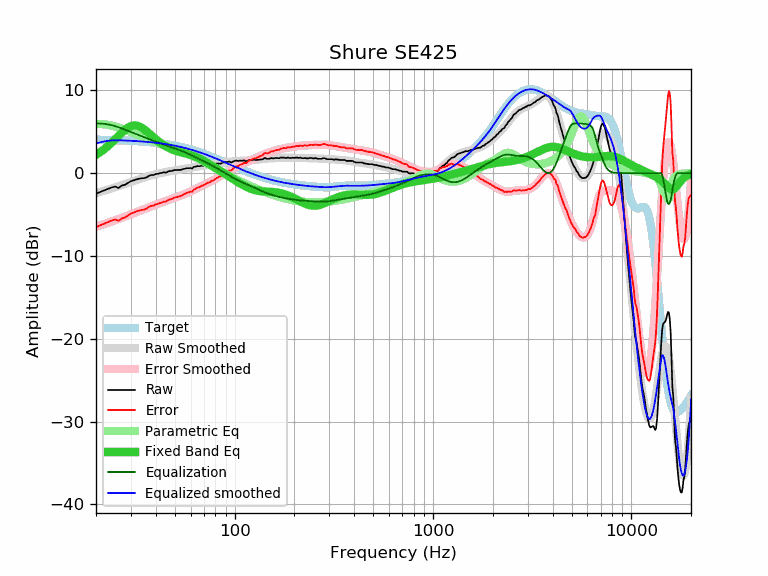 Shure SE425
10
0
−10
−20
−30
−40
Amplitude (dBr)
Target
Raw Smoothed
Error Smoothed
Raw
Error
Parametric Eq
Fixed Band Eq
Equalization
Equalized smoothed
100
1000
10000
Frequency (Hz)